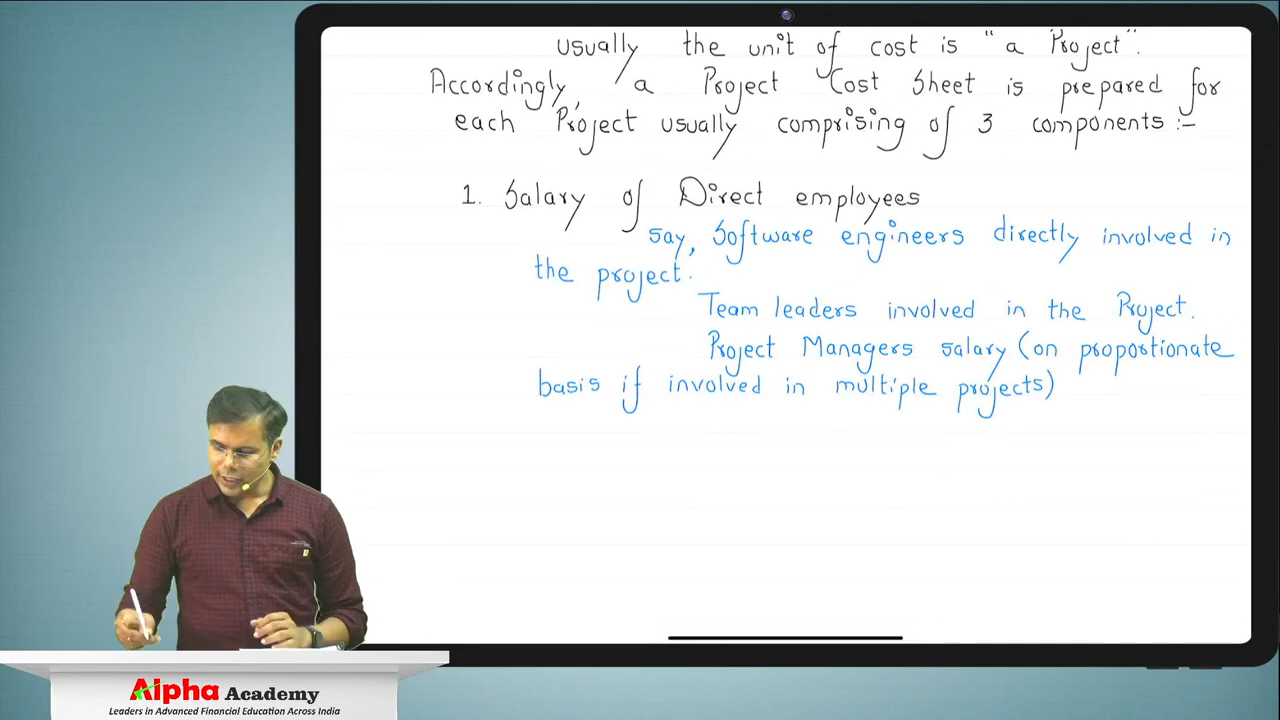 usually the unit of cost is "a Project".
Accordingly, a Project Cost Sheet is prepared for
each Project usually comprising of 3 components :-
1. Salary of Direct employees
say, Software engineers directly involved in
the project.
Team leaders involved in the Project.
Project Managers salary (on proportionate
basis if involved in multiple projects)
Alpha Academy
Leaders in Advanced Financial Education Across India